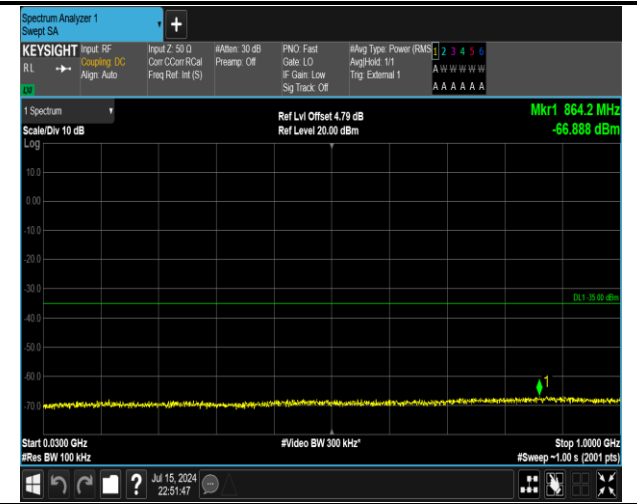 Spectrum Analyzer 1
Swept SA
+
KEYSIGHT
RL
Input: RF
Coupling: DC
Align: Auto
Input Z: 50 Ω
Corr CCorr RCal
Freq Ref: Int (S)
#Atten: 30 dB
Preamp: Off
PNO: Fast
Gate: LO
IF Gain: Low
Sig Track: Off
#Avg Type: Power (RMS
Avg|Hold: 1/1
Trig: External 1
1 2 3 4 5 6
A W W W W W
A A A A A A
1 Spectrum
Scale/Div 10 dB
Ref Lvl Offset 4.79 dB
Ref Level 20.00 dBm
Mkr1 864.2 MHz
-66.888 dBm
Log
10.0
0.00
-10.0
-20.0
-30.0
DL1 -35.00 dBm
-40.0
-50.0
-60.0
1
-70.0
Start 0.0300 GHz
#Res BW 100 kHz
#Video BW 300 kHz*
Stop 1.0000 GHz
#Sweep ~1.00 s (2001 pts)
?
Jul 15, 2024
22:51:47